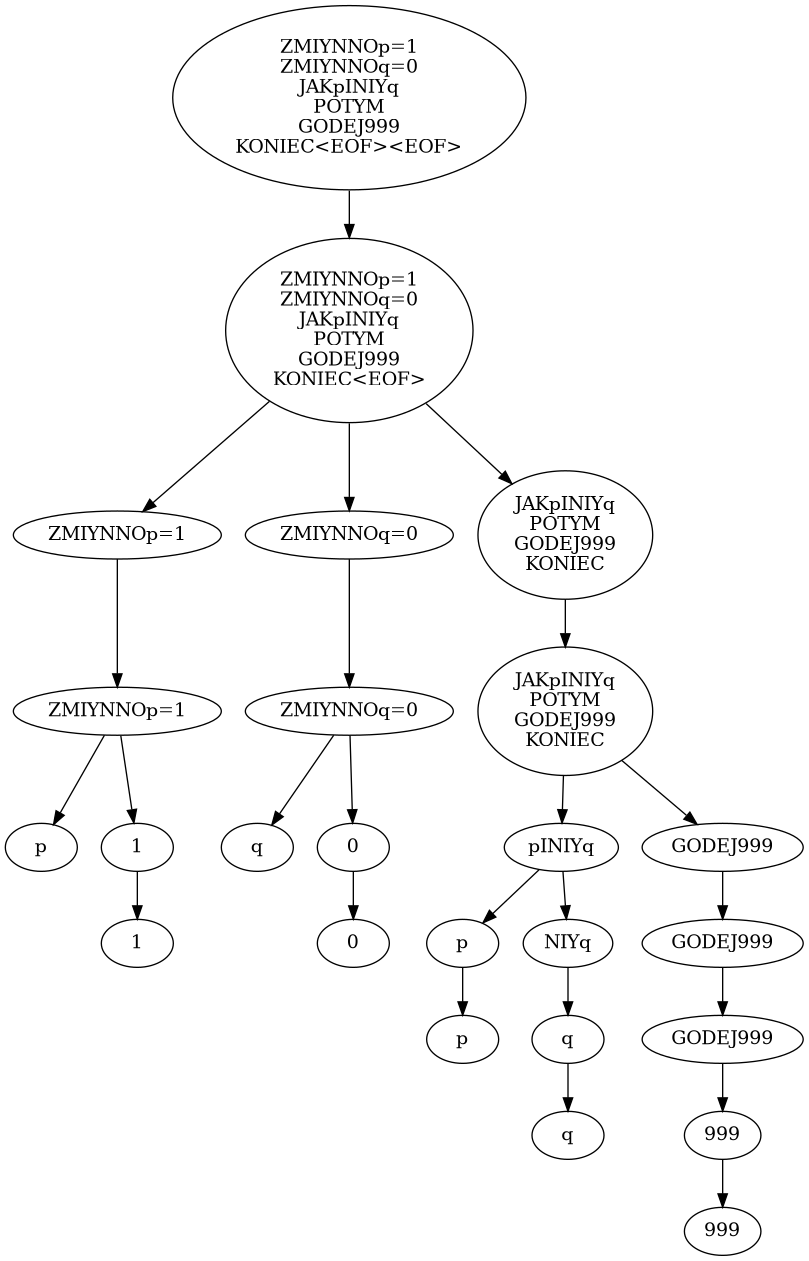 ZMIYNNOp=1
ZMIYNNOq=0
JAKpINIYq
POTYM
GODEJ999
KONIEC<EOF><EOF>
ZMIYNNOp=1
ZMIYNNOq=0
JAKpINIYq
POTYM
GODEJ999
KONIEC<EOF>
ZMIYNNOp=1
ZMIYNNOq=0
JAKpINIYq
POTYM
GODEJ999
KONIEC
ZMIYNNOp=1
ZMIYNNOq=0
JAKpINIYq
POTYM
GODEJ999
KONIEC
p
1
q
0
pINIYq
GODEJ999
1
0
p
NIYq
GODEJ999
p
q
GODEJ999
q
999
999